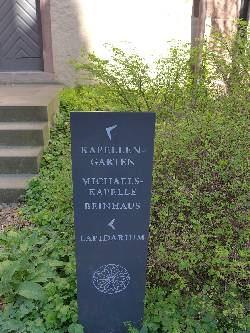 KAPELLEN-
GARTEN
MICHAELS-
KAPELLE
BEINHAUS
LAPIDARIUM